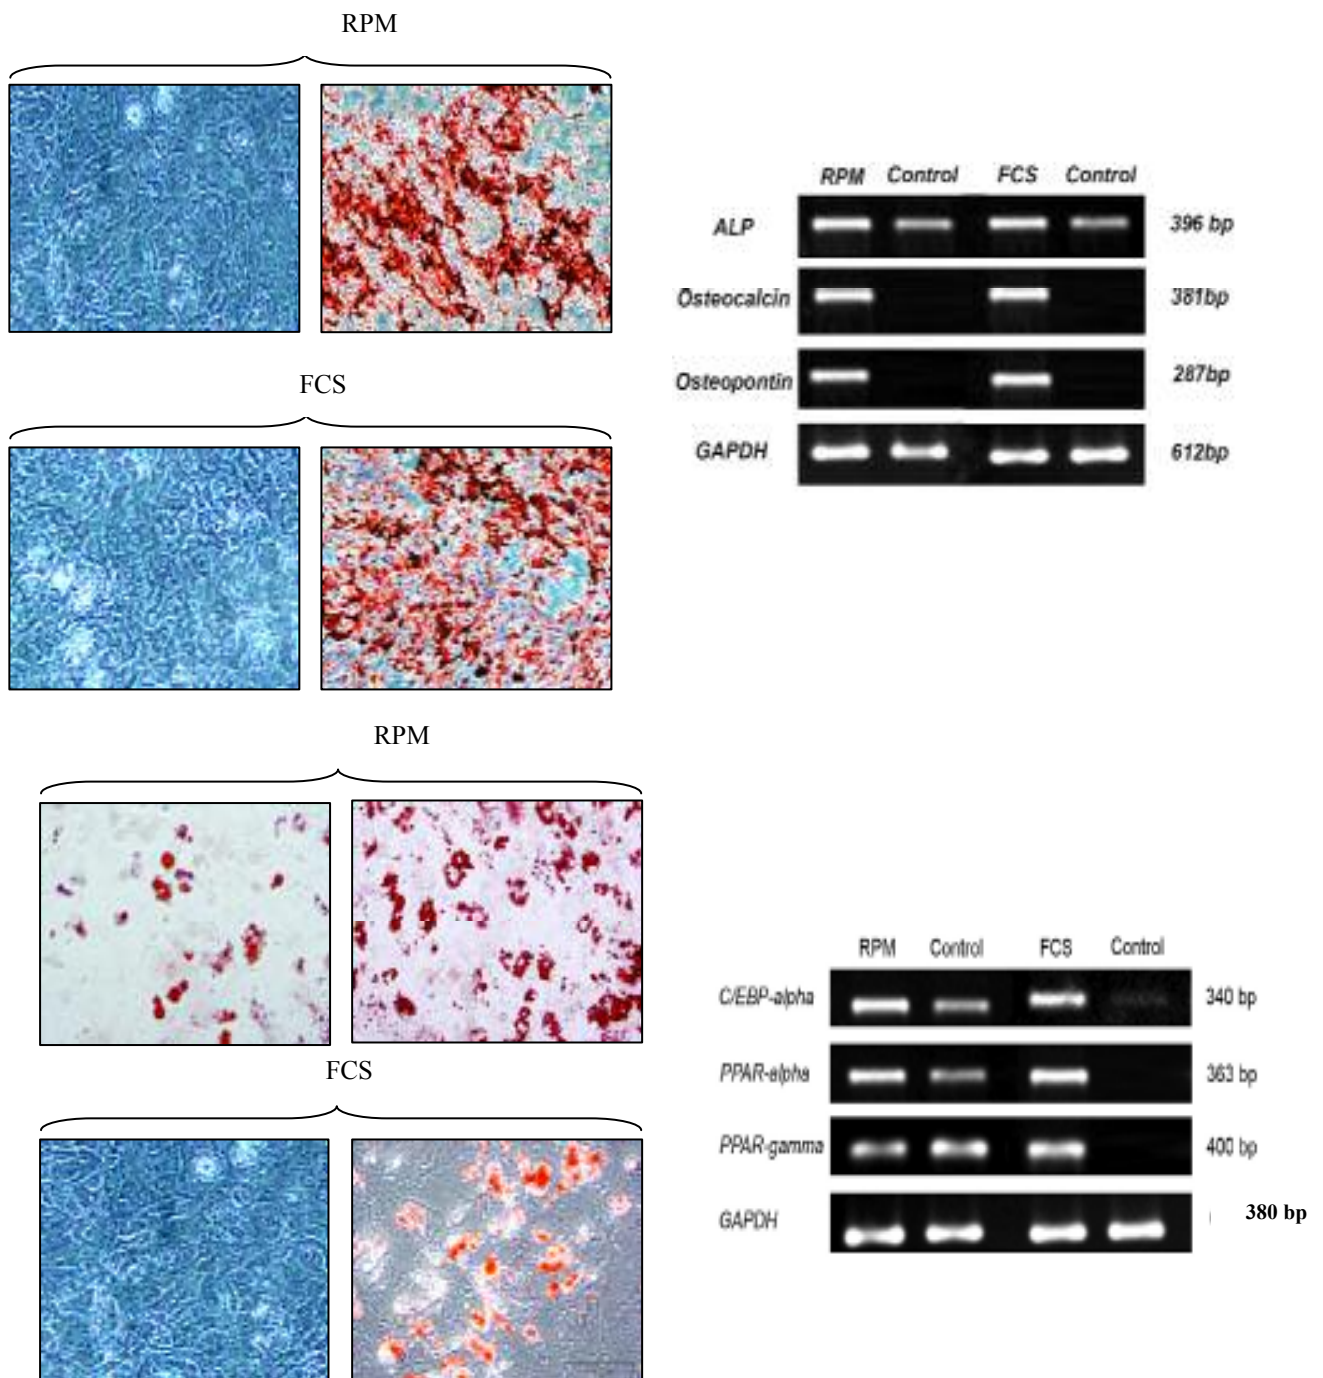 RPM
RPM Control FCS Control
ALP 396 bp
Osteocalcin 381bp
Osteopontin 287bp
GAPDH 612bp
FCS
RPM
RPM Control FCS Control
C/EBP-alpha 340 bp
PPAR-alpha 363 bp
PPAR-gamma 400 bp
GAPDH 380 bp
FCS